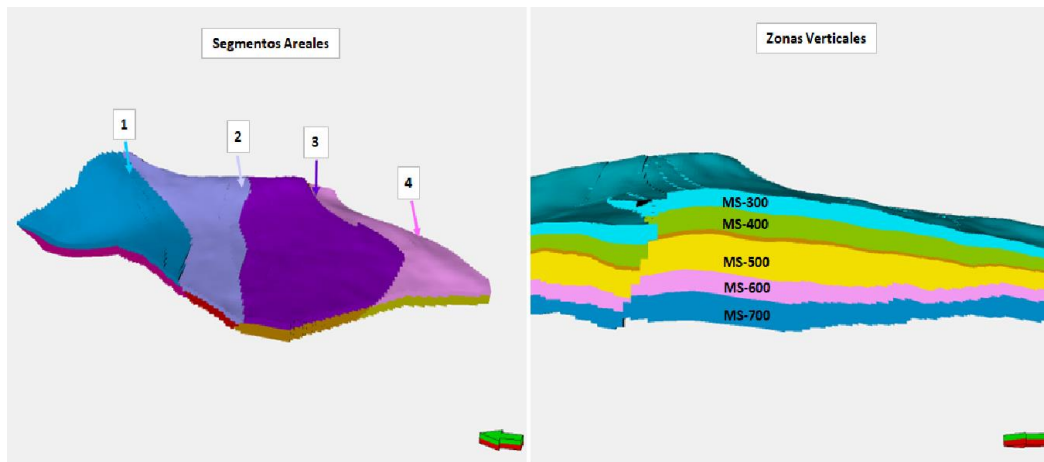 Segmentos Areales
1
2
3
4
Zonas Verticales
MS-300
MS-400
MS-500
MS-600
MS-700